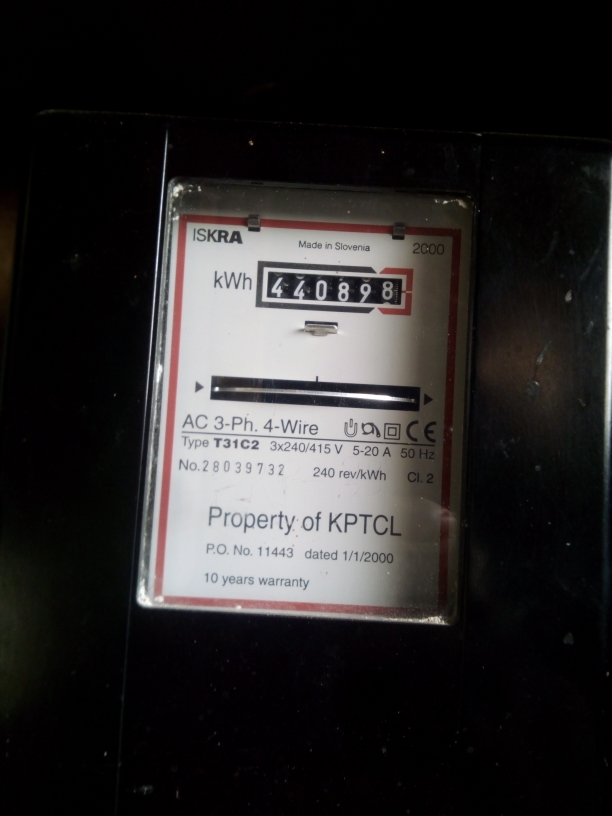 ISKRA
Made in Slovenia
2000
kWh 440898
AC 3-Ph. 4-Wire CE
Type T31C2 3x240/415 V 5-20 A 50 Hz
No.28039732 240 rev/kWh Cl. 2
Property of KPTCL
P.O. No. 11443 dated 1/1/2000
10 years warranty